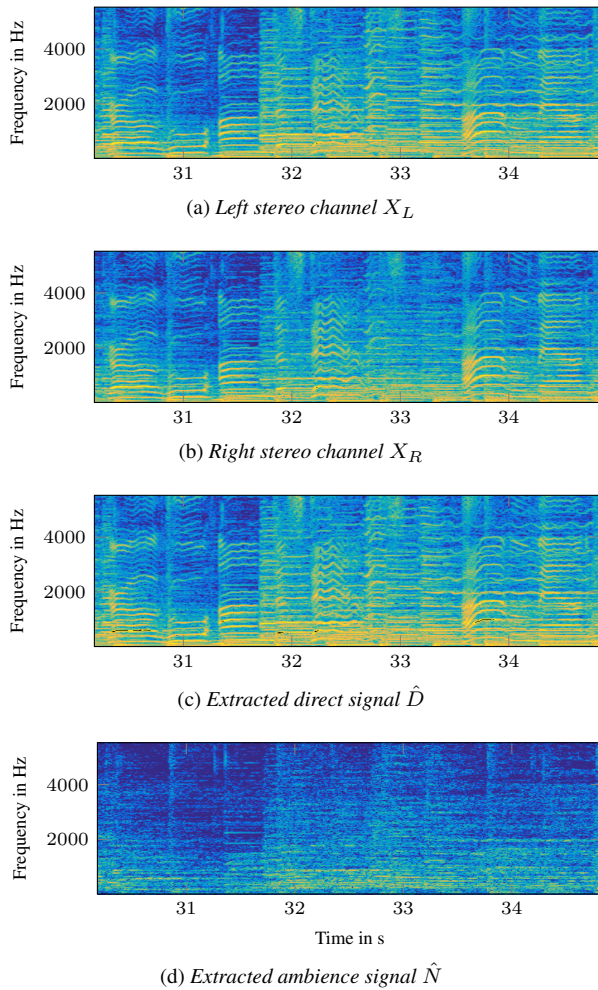 Frequency in Hz
4000
2000
31 32 33 34
(a) Left stereo channel X_L
Frequency in Hz
4000
2000
31 32 33 34
(b) Right stereo channel X_R
Frequency in Hz
4000
2000
31 32 33 34
(c) Extracted direct signal D̂
Frequency in Hz
4000
2000
31 32 33 34
Time in s
(d) Extracted ambience signal N̂